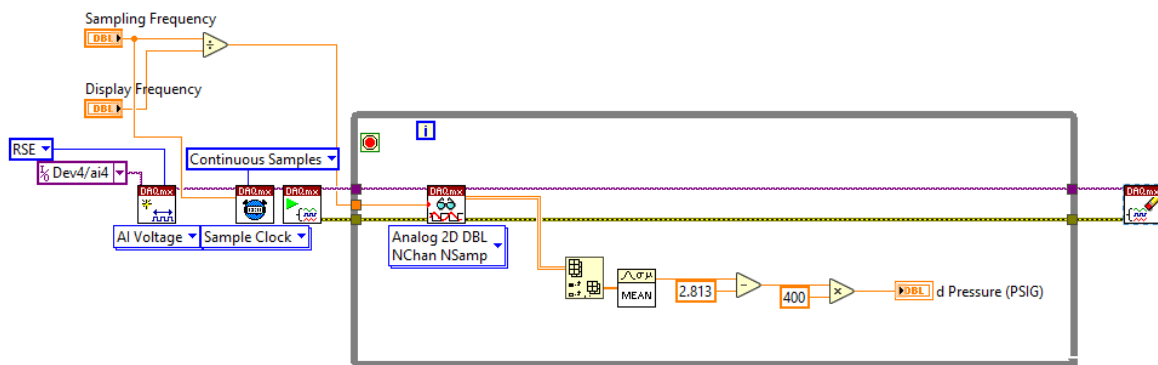 Sampling Frequency
DBL
Display Frequency
DBL
i
RSE
Continuous Samples
I/O Dev4/ai4
DAQmx
DAQmx
DAQmx
DAQmx
DAQmx
AI Voltage
Sample Clock
Analog 2D DBL
NChan NSamp
σμ
MEAN
2.813
400
DBL
d Pressure (PSIG)